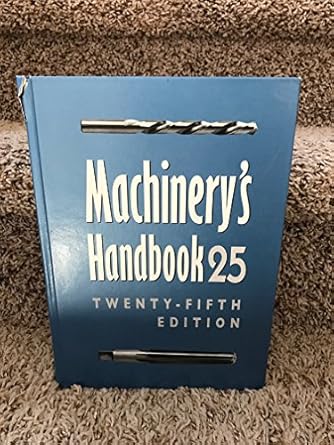 Machinery's
Handbook 25
TWENTY-FIFTH
EDITION